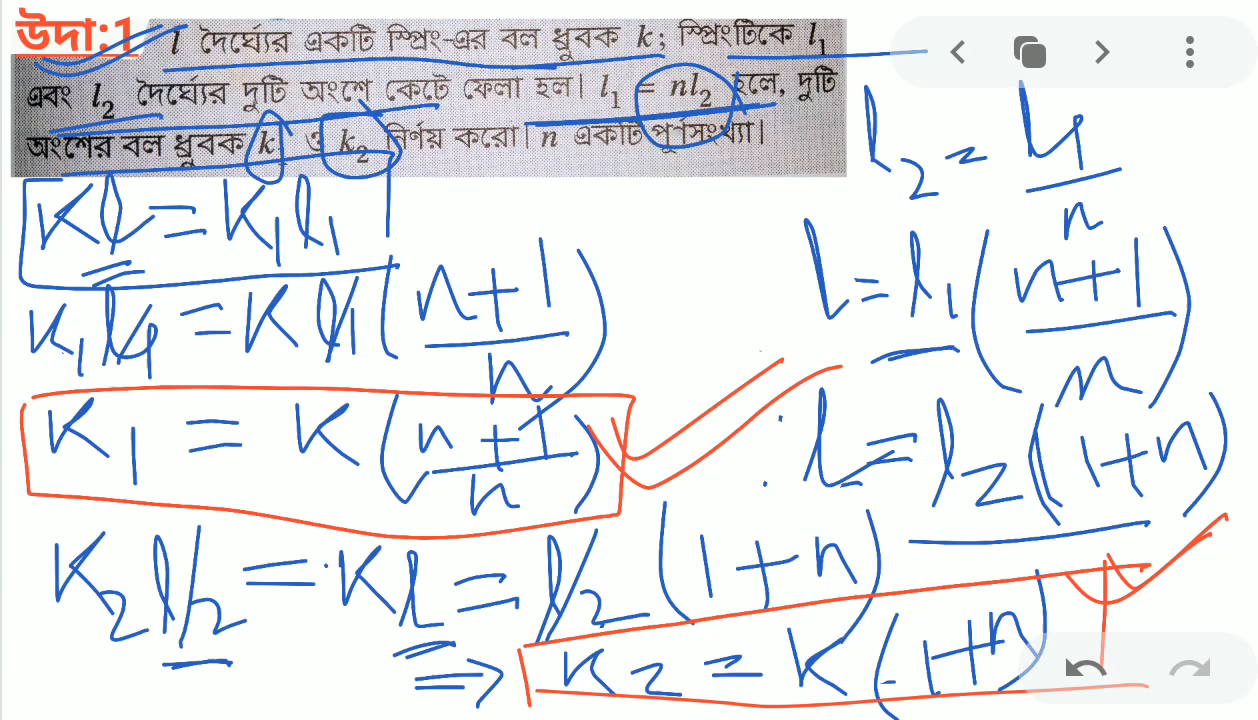 উদা:1 l দৈর্ঘ্যের একটি স্প্রিং-এর বল ধ্রুবক k; স্প্রিংটিকে l₁
এবং l₂ দৈর্ঘ্যের দুটি অংশে কেটে ফেলা হল। l₁ = nl₂ হলে, দুটি
অংশের বল ধ্রুবক k₁ ও k₂ নির্ণয় করো। n একটি পূর্ণসংখ্যা।
l₂ = l₁/n
Kl = K₁l₁
l = l₁((n+1)/n)
K₁l₁ = Kl₁((n+1)/n)
K₁ = K((n+1)/n)
l = l₂(1+n)
K₂l₂ = Kl = l₂(1+n)
⇒ K₂ = K(1+n)